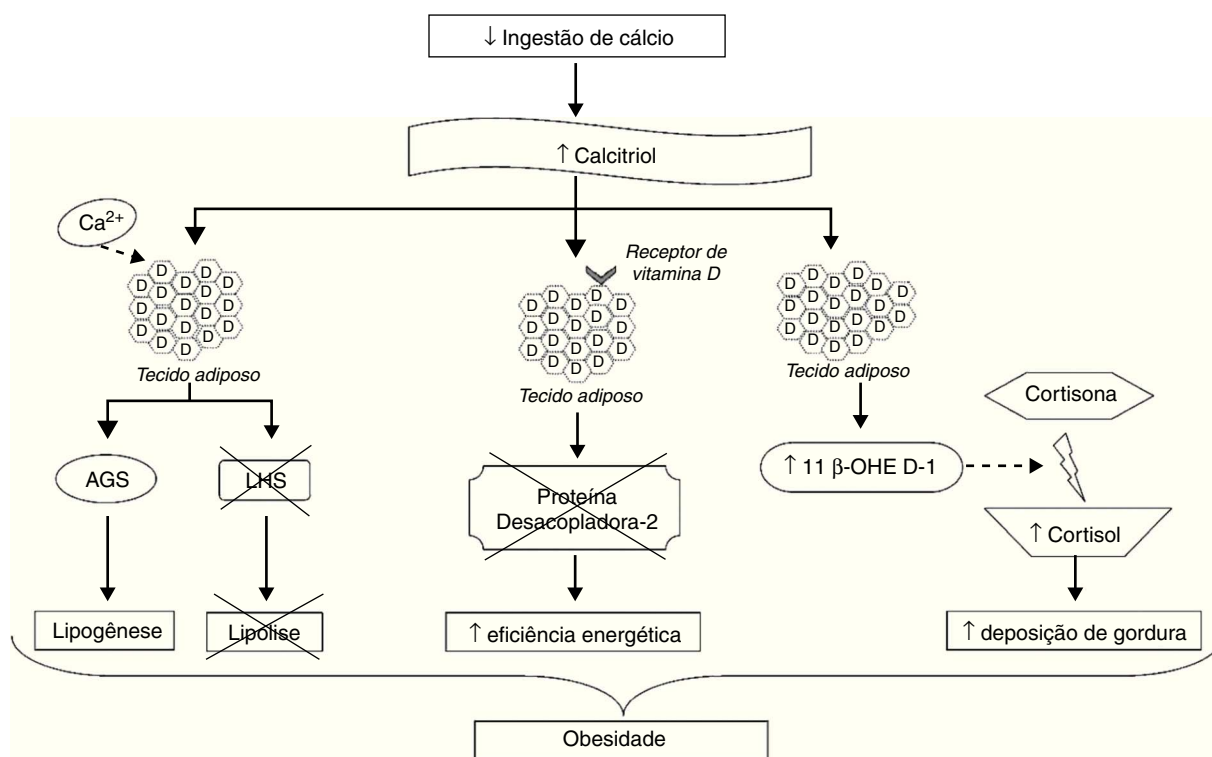 ↓ Ingestão de cálcio
↑ Calcitriol
Ca²⁺
D D D D D D D D D D D D D D D D D D D
Tecido adiposo
AGS
LHS
Lipogênese
Lipólise
Receptor de
vitamina D
D D D D D D D D D D D D D D D D D D
Tecido adiposo
Proteína
Desacopladora-2
↑ eficiência energética
D D D D D D D D D D D D D D D D D D D D
Tecido adiposo
↑ 11 β-OHE D-1
Cortisona
↑ Cortisol
↑ deposição de gordura
Obesidade